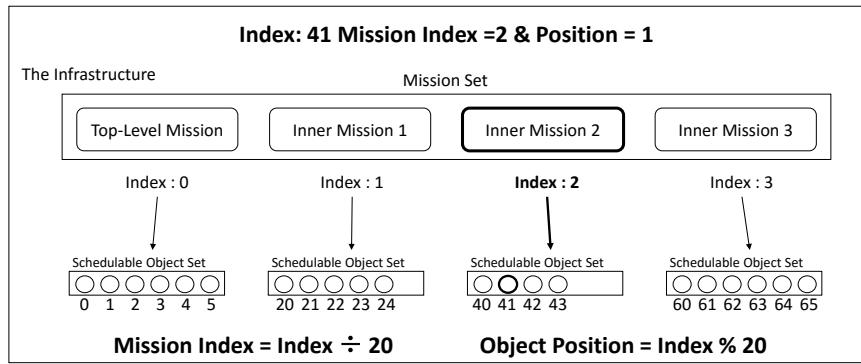 Index: 41 Mission Index =2 & Position = 1
The Infrastructure
Mission Set
Top-Level Mission Inner Mission 1 Inner Mission 2 Inner Mission 3
Index : 0 Index : 1 Index : 2 Index : 3
Schedulable Object Set Schedulable Object Set Schedulable Object Set Schedulable Object Set
0 1 2 3 4 5 20 21 22 23 24 40 41 42 43 60 61 62 63 64 65
Mission Index = Index ÷ 20 Object Position = Index % 20